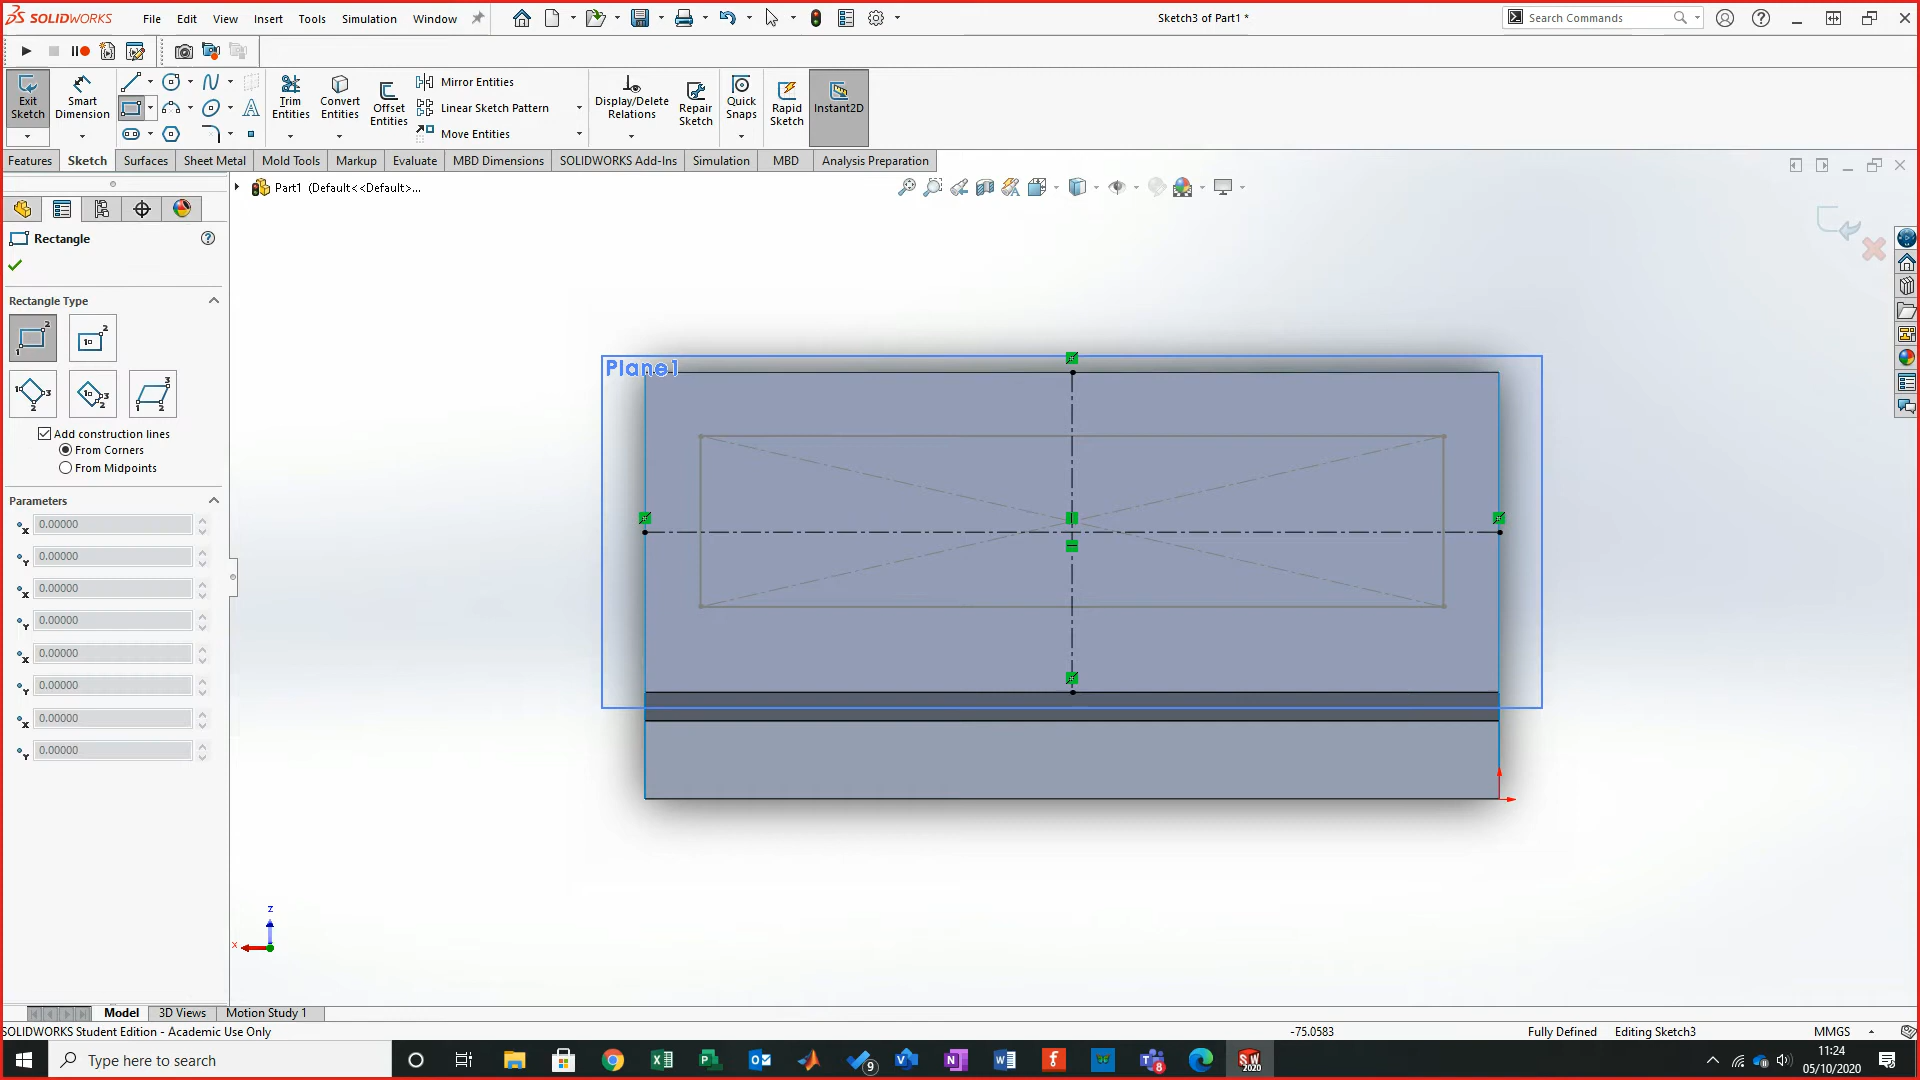 SOLIDWORKS File Edit View Insert Tools Simulation Window Sketch3 of Part1 * Search Commands
Exit Sketch
Smart Dimension
Trim Entities
Convert Entities
Offset Entities
Mirror Entities
Linear Sketch Pattern
Move Entities
Display/Delete Relations
Repair Sketch
Quick Snaps
Rapid Sketch
Instant2D
Features Sketch Surfaces Sheet Metal Mold Tools Markup Evaluate MBD Dimensions SOLIDWORKS Add-Ins Simulation MBD Analysis Preparation
Part1 (Default<<Default>...
Rectangle
Rectangle Type
Add construction lines
From Corners
From Midpoints
Parameters
0.00000
0.00000
0.00000
0.00000
0.00000
0.00000
0.00000
0.00000
Plane1
z
x
Model 3D Views Motion Study 1
SOLIDWORKS Student Edition - Academic Use Only -75.0583 Fully Defined Editing Sketch3 MMGS
Type here to search
9
8
SW 2020
11:24
05/10/2020